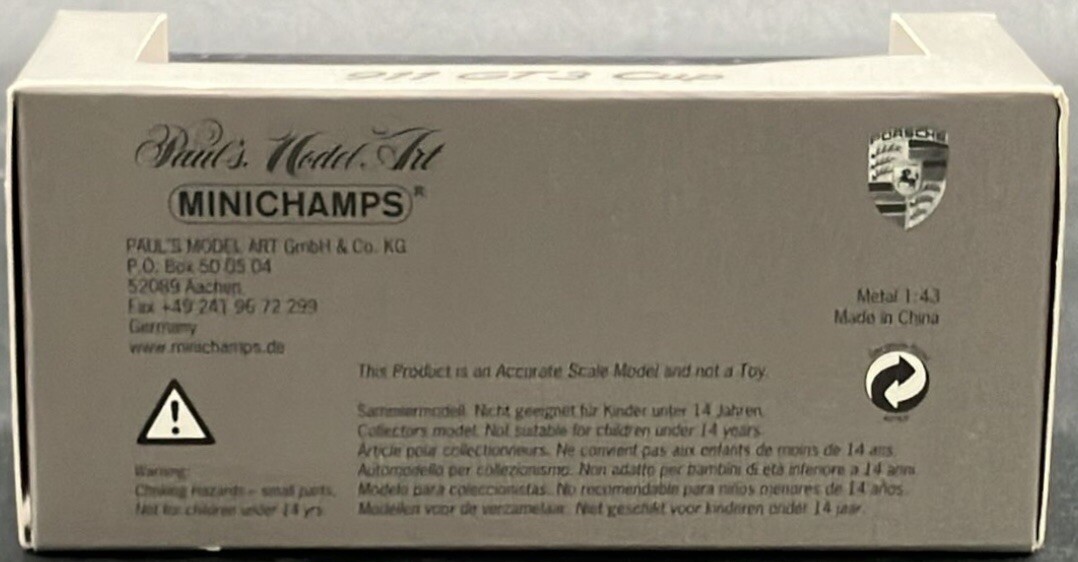 911 GT3 Cup
Paul's Model Art
MINICHAMPS®
PAUL'S MODEL ART GmbH & Co. KG
P.O. Box 50 05 04
52089 Aachen
Fax +49 241 96 72 299
Germany
www.minichamps.de
PORSCHE
Metal 1:43
Made in China
This Product is an Accurate Scale Model and not a Toy.
Sammlermodell. Nicht geeignet für Kinder unter 14 Jahren.
Collectors model. Not suitable for children under 14 years.
Article pour collectionneurs. Ne convient pas aux enfants de moins de 14 ans.
Automodello per collezionismo. Non adatto per bambini di età inferiore a 14 anni.
Modelo para coleccionistas. No recomendable para niños menores de 14 años.
Modellen voor de verzamelaar. Niet geschikt voor kinderen onder 14 jaar.
Warning:
Choking hazards - small parts.
Not for children under 14 yrs.